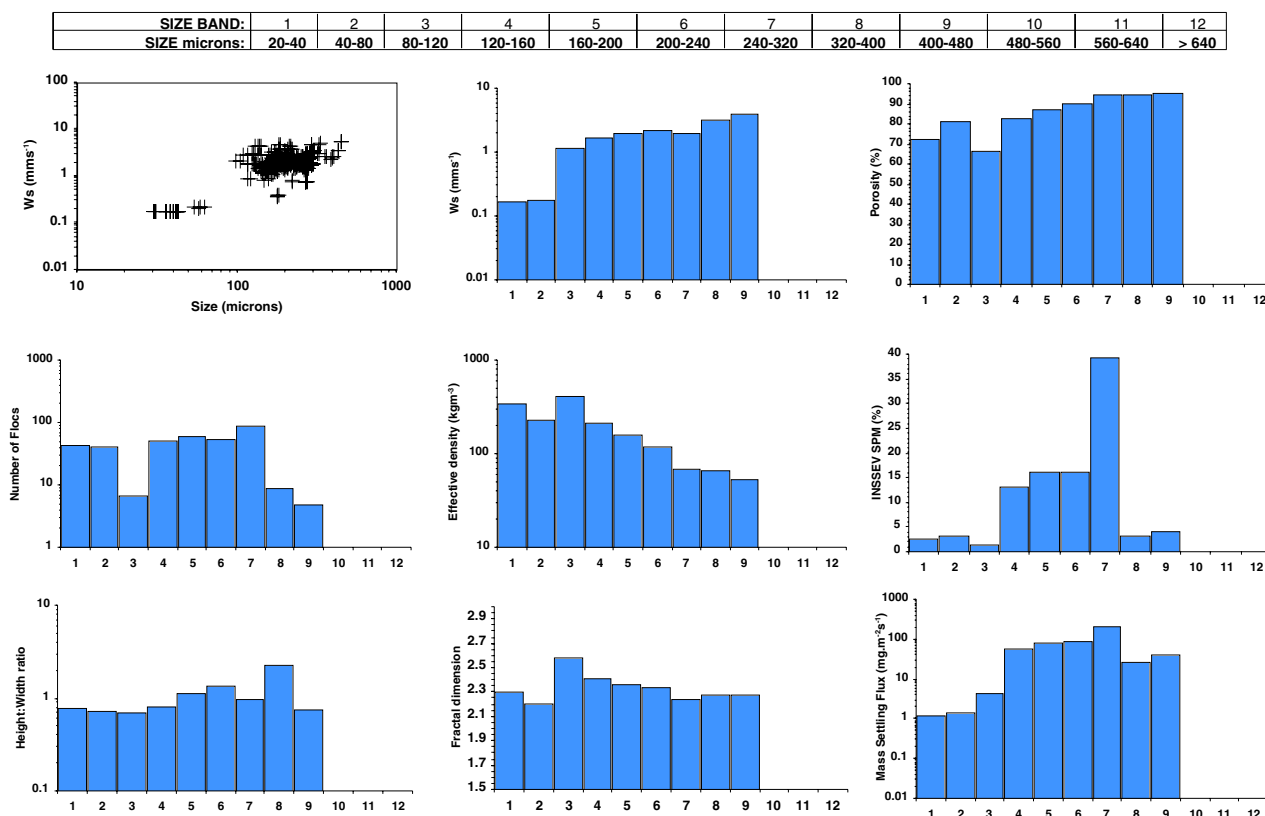 SIZE BAND: 1 2 3 4 5 6 7 8 9 10 11 12
SIZE microns: 20-40 40-80 80-120 120-160 160-200 200-240 240-320 320-400 400-480 480-560 560-640 > 640
100
10
1
0.1
0.01
Ws (mms-1)
10 100 1000
Size (microns)
10
1
0.1
0.01
Ws (mms-1)
1 2 3 4 5 6 7 8 9 10 11 12
100
90
80
70
60
50
40
30
20
10
0
Porosity (%)
1 2 3 4 5 6 7 8 9 10 11 12
1000
100
10
1
Number of Flocs
1 2 3 4 5 6 7 8 9 10 11 12
1000
100
10
Effective density (kgm-3)
1 2 3 4 5 6 7 8 9 10 11 12
40
35
30
25
20
15
10
5
0
INSSEV SPM (%)
1 2 3 4 5 6 7 8 9 10 11 12
10
1
0.1
Height:Width ratio
1 2 3 4 5 6 7 8 9 10 11 12
2.9
2.7
2.5
2.3
2.1
1.9
1.7
1.5
Fractal dimension
1 2 3 4 5 6 7 8 9 10 11 12
1000
100
10
1
0.1
0.01
Mass Settling Flux (mg.m-2s-1)
1 2 3 4 5 6 7 8 9 10 11 12